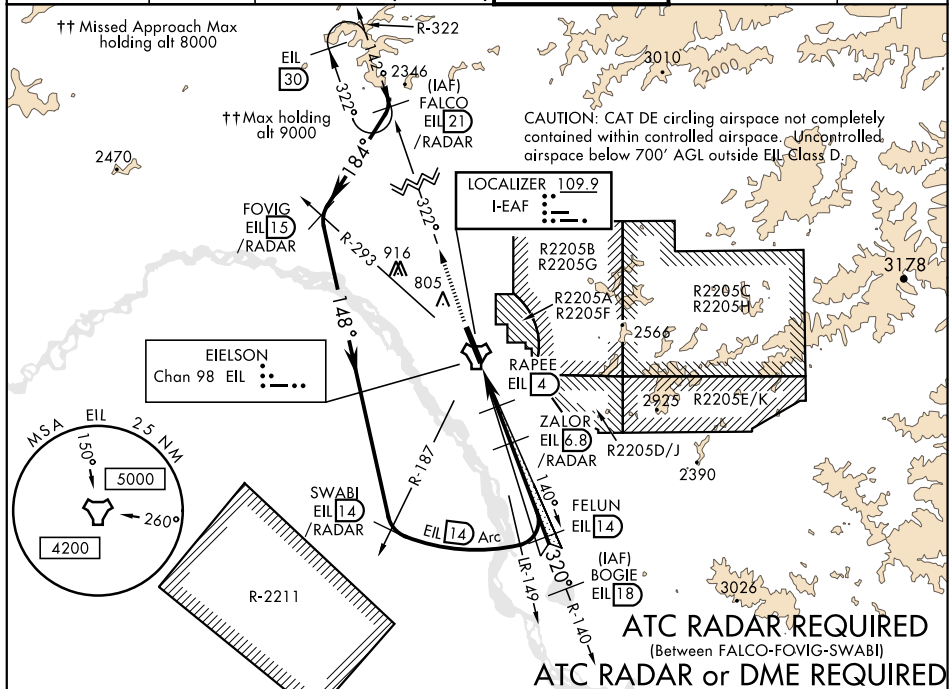 †† Missed Approach Max
holding alt 8000
R-322
EIL
30
142°
2346
322°
(IAF)
FALCO
EIL 21
/RADAR
3010
2000
††Max holding
alt 9000
CAUTION: CAT DE circling airspace not completely
contained within controlled airspace. Uncontrolled
airspace below 700' AGL outside EIL Class D.
2470
184°
322°
LOCALIZER 109.9
I-EAF
FOVIG
EIL 15
/RADAR
R-293
916
805
R2205B
R2205G
R2205C
R2205H
3178
R2205A
R2205F
2566
148°
EIELSON
Chan 98 EIL
RAPEE
EIL 4
2925
R2205E/K
ZALOR
EIL 6.8
/RADAR
R2205D/J
2390
MSA EIL 25 NM
150°
5000
260°
4200
R-187
140°
SWABI
EIL 14
/RADAR
EIL 14 Arc
FELUN
EIL 14
320°
(IAF)
BOGIE
EIL 18
LR-149
R-140
R-2211
3026
ATC RADAR REQUIRED
(Between FALCO-FOVIG-SWABI)
ATC RADAR or DME REQUIRED